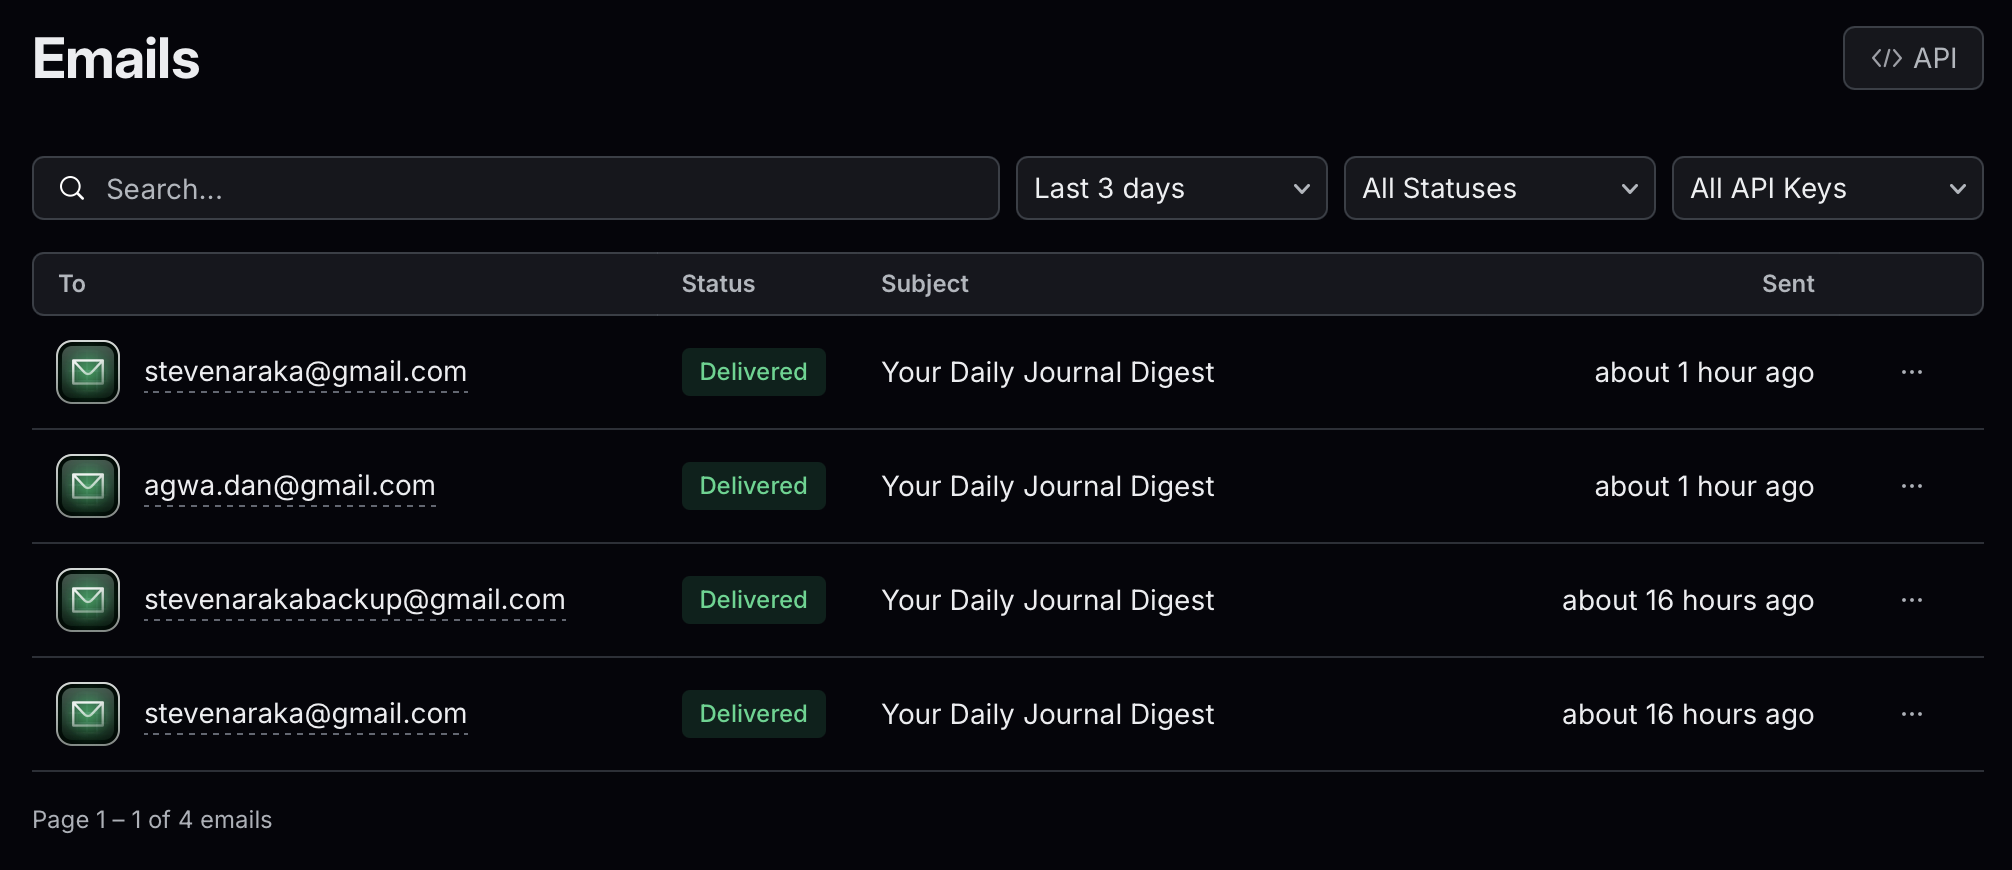 Emails
</> API
Search...
Last 3 days
All Statuses
All API Keys
To Status Subject Sent
stevenaraka@gmail.com Delivered Your Daily Journal Digest about 1 hour ago ...
agwa.dan@gmail.com Delivered Your Daily Journal Digest about 1 hour ago ...
stevenarakabackup@gmail.com Delivered Your Daily Journal Digest about 16 hours ago ...
stevenaraka@gmail.com Delivered Your Daily Journal Digest about 16 hours ago ...
Page 1 – 1 of 4 emails